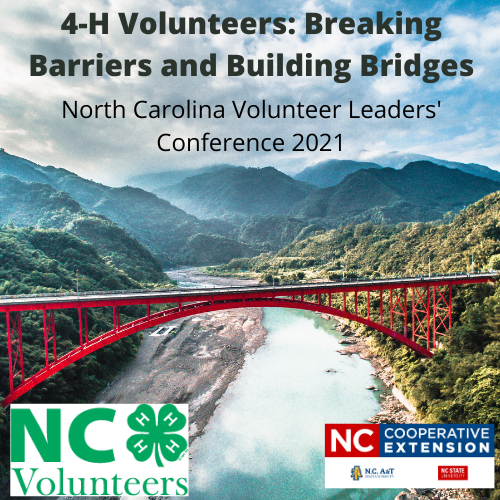 4-H Volunteers: Breaking
Barriers and Building Bridges
North Carolina Volunteer Leaders'
Conference 2021
NC
H H H H
Volunteers
NC COOPERATIVE
EXTENSION
N.C. A&T
NC STATE
UNIVERSITY